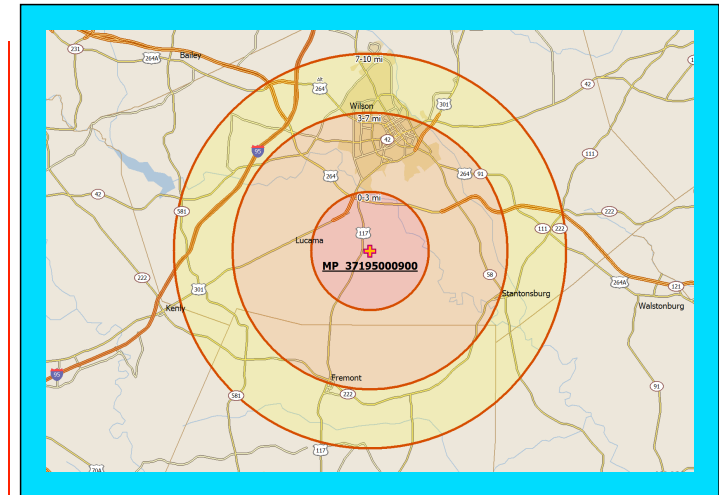 231
Bailey
264A
7-10 mi
Alt
264
Wilson
301
42
3-7 mi
42
95
111
264
264
91
42
0-3 mi
581
222
117
111
222
Lucama
MP 37195000900
222
58
264A
121
301
Stantonsburg
Kenly
Walstonburg
95
Fremont
581
222
91
117